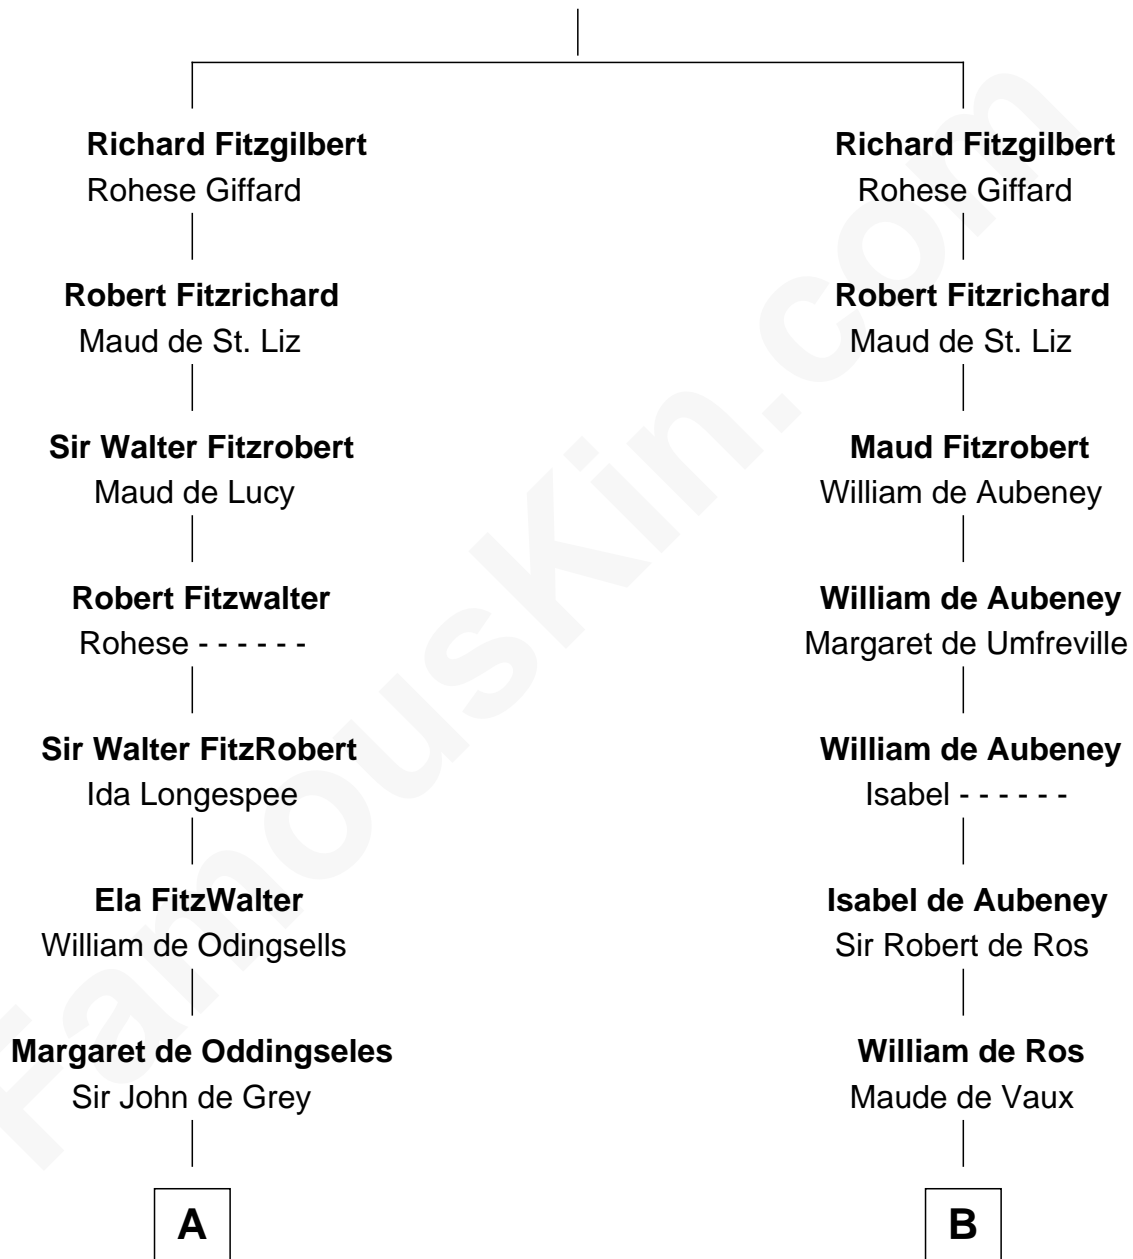 Richard Fitzgilbert
Rohese Giffard
Robert Fitzrichard
Maud de St. Liz
Sir Walter Fitzrobert
Maud de Lucy
Robert Fitzwalter
Rohese - - - - - -
Sir Walter FitzRobert
Ida Longespee
Ela FitzWalter
William de Odingsells
Margaret de Oddingseles
Sir John de Grey
A
Richard Fitzgilbert
Rohese Giffard
Robert Fitzrichard
Maud de St. Liz
Maud Fitzrobert
William de Aubeney
William de Aubeney
Margaret de Umfreville
William de Aubeney
Isabel - - - - - -
Isabel de Aubeney
Sir Robert de Ros
William de Ros
Maude de Vaux
B
FamousKin.com